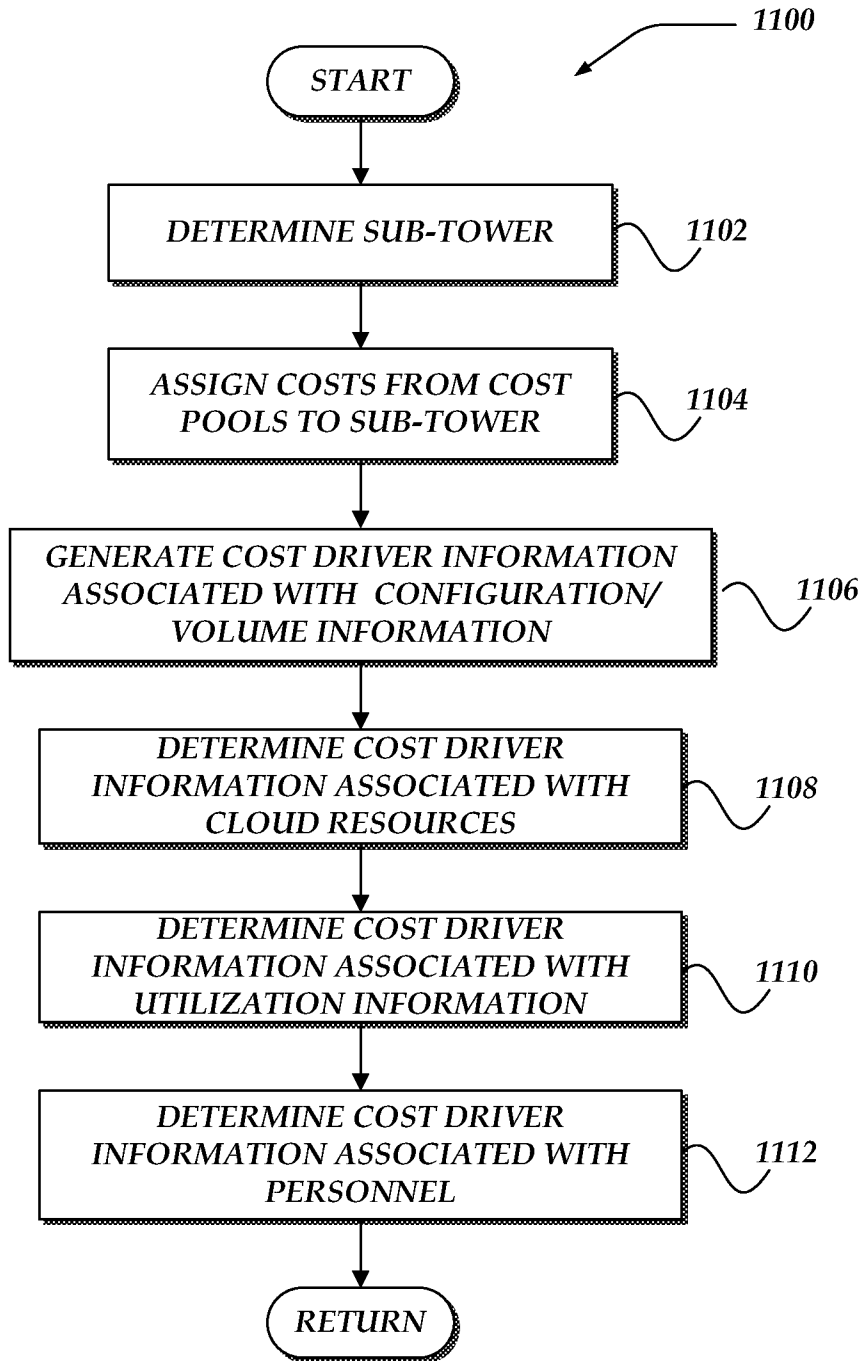 1100
START
DETERMINE SUB-TOWER
1102
ASSIGN COSTS FROM COST
POOLS TO SUB-TOWER
1104
GENERATE COST DRIVER INFORMATION
ASSOCIATED WITH CONFIGURATION/
VOLUME INFORMATION
1106
DETERMINE COST DRIVER
INFORMATION ASSOCIATED WITH
CLOUD RESOURCES
1108
DETERMINE COST DRIVER
INFORMATION ASSOCIATED WITH
UTILIZATION INFORMATION
1110
DETERMINE COST DRIVER
INFORMATION ASSOCIATED WITH
PERSONNEL
1112
RETURN